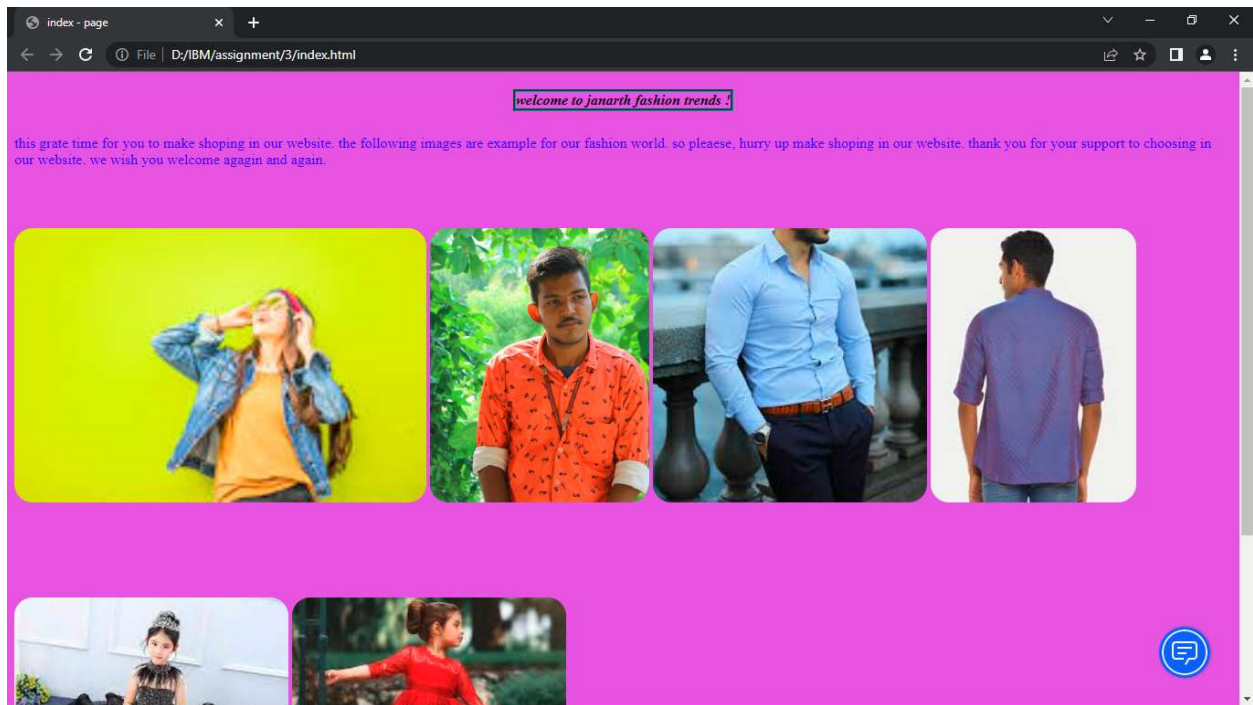 index - page
File | D:/IBM/assignment/3/index.html
welcome to janarth fashion trends !
this grate time for you to make shoping in our website. the following images are example for our fashion world. so pleaese, hurry up make shoping in our website. thank you for your support to choosing in
our website. we wish you welcome agagin and again.